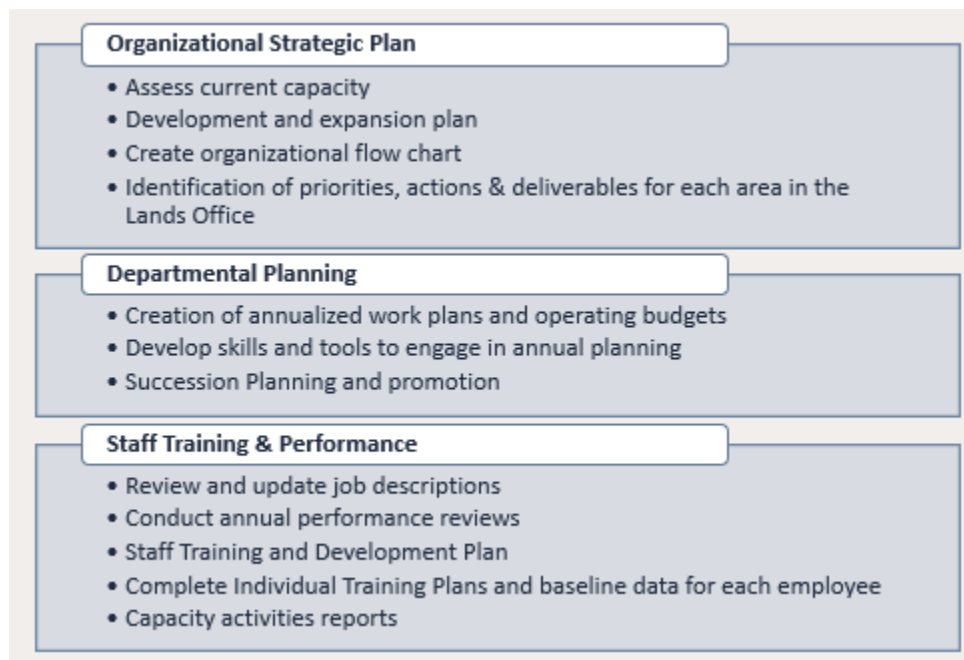 Organizational Strategic Plan
• Assess current capacity
• Development and expansion plan
• Create organizational flow chart
• Identification of priorities, actions & deliverables for each area in the
Lands Office
Departmental Planning
• Creation of annualized work plans and operating budgets
• Develop skills and tools to engage in annual planning
• Succession Planning and promotion
Staff Training & Performance
• Review and update job descriptions
• Conduct annual performance reviews
• Staff Training and Development Plan
• Complete Individual Training Plans and baseline data for each employee
• Capacity activities reports